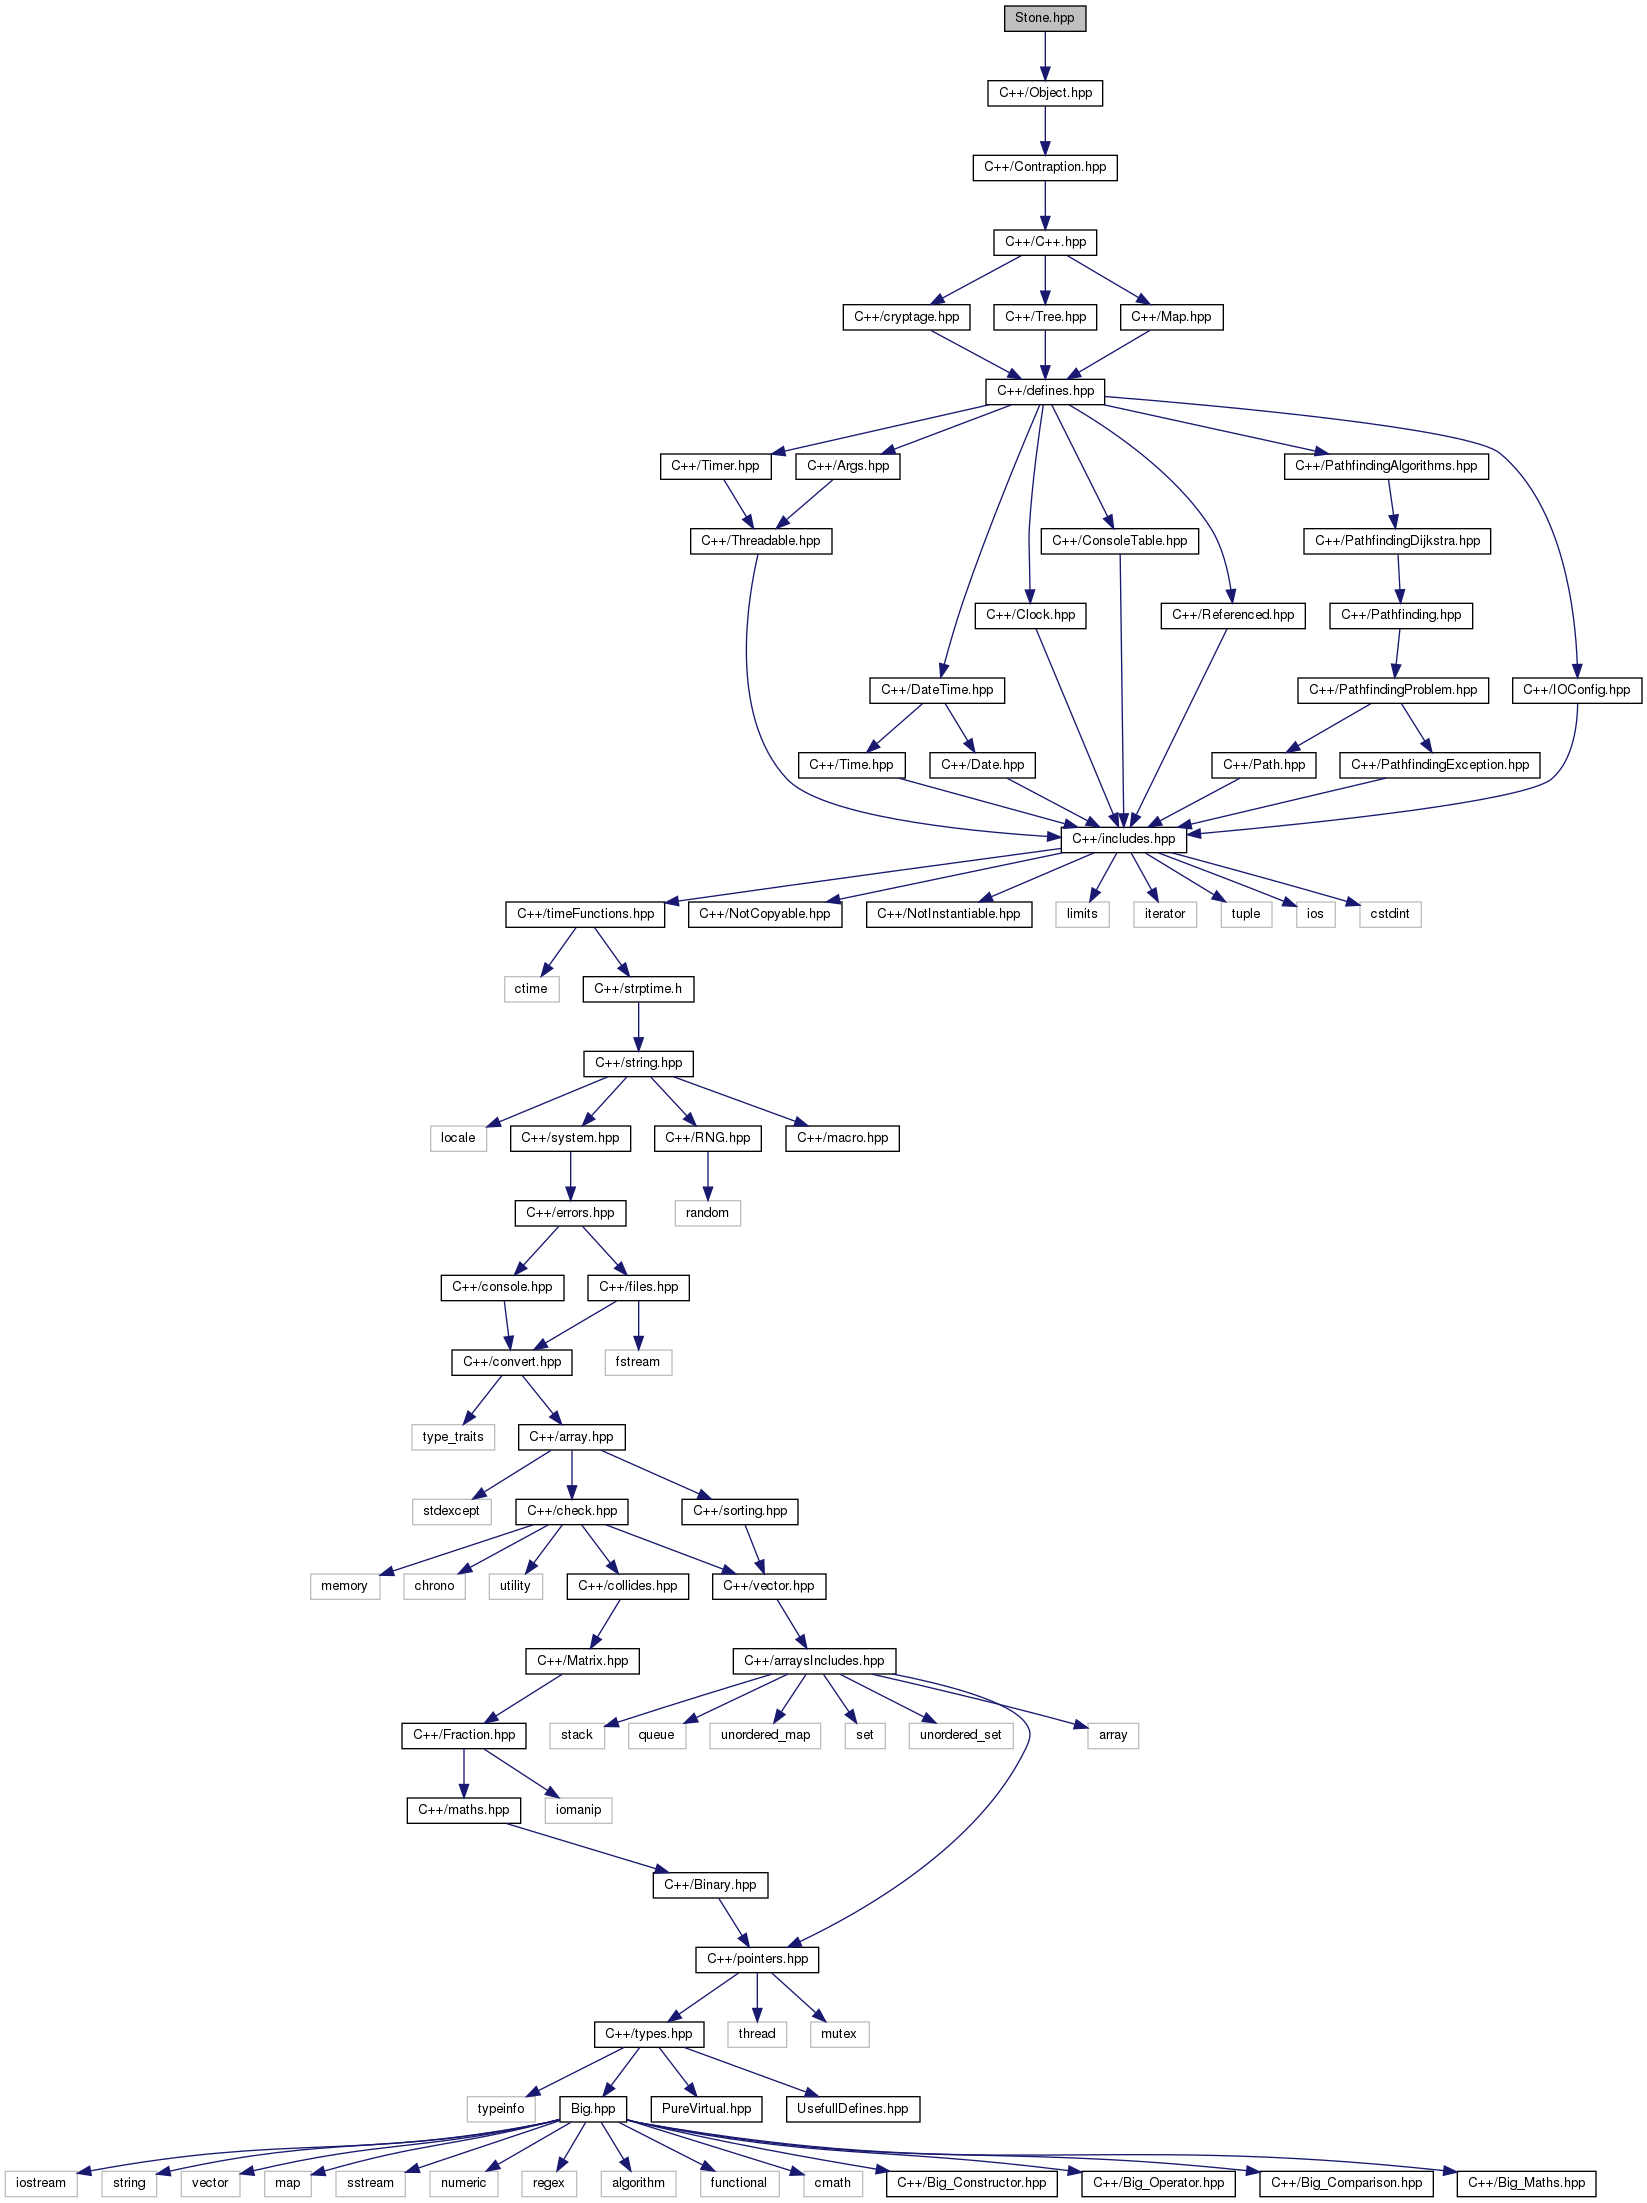 Stone.hpp
C++/Object.hpp
C++/Contraption.hpp
C++/C++.hpp
C++/cryptage.hpp
C++/Tree.hpp
C++/Map.hpp
C++/defines.hpp
C++/Timer.hpp
C++/Args.hpp
C++/PathfindingAlgorithms.hpp
C++/Threadable.hpp
C++/ConsoleTable.hpp
C++/PathfindingDijkstra.hpp
C++/Clock.hpp
C++/Referenced.hpp
C++/Pathfinding.hpp
C++/DateTime.hpp
C++/PathfindingProblem.hpp
C++/IOConfig.hpp
C++/Time.hpp
C++/Date.hpp
C++/Path.hpp
C++/PathfindingException.hpp
C++/includes.hpp
C++/timeFunctions.hpp
C++/NotCopyable.hpp
C++/NotInstantiable.hpp
limits
iterator
tuple
ios
cstdint
ctime
C++/strptime.h
C++/string.hpp
locale
C++/system.hpp
C++/RNG.hpp
C++/macro.hpp
C++/errors.hpp
random
C++/console.hpp
C++/files.hpp
C++/convert.hpp
fstream
type_traits
C++/array.hpp
stdexcept
C++/check.hpp
C++/sorting.hpp
memory
chrono
utility
C++/collides.hpp
C++/vector.hpp
C++/Matrix.hpp
C++/arraysIncludes.hpp
C++/Fraction.hpp
stack
queue
unordered_map
set
unordered_set
array
C++/maths.hpp
iomanip
C++/Binary.hpp
C++/pointers.hpp
C++/types.hpp
thread
mutex
typeinfo
Big.hpp
PureVirtual.hpp
UsefullDefines.hpp
iostream
string
vector
map
sstream
numeric
regex
algorithm
functional
cmath
C++/Big_Constructor.hpp
C++/Big_Operator.hpp
C++/Big_Comparison.hpp
C++/Big_Maths.hpp